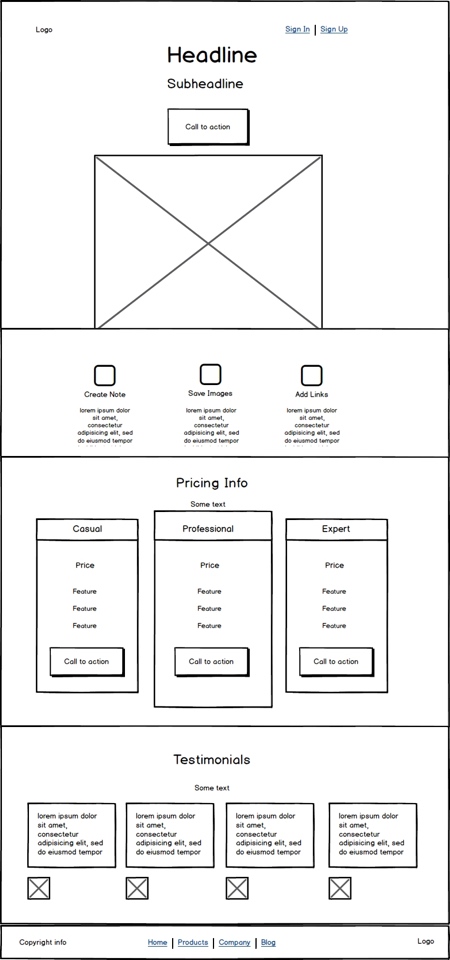 Logo
Sign In | Sign Up
Headline
Subheadline
Call to action
Create Note
Save Images
Add Links
lorem ipsum dolor
sit amet,
consectetur
adipisicing elit, sed
do eiusmod tempor
lorem ipsum dolor
sit amet,
consectetur
adipisicing elit, sed
do eiusmod tempor
lorem ipsum dolor
sit amet,
consectetur
adipisicing elit, sed
do eiusmod tempor
Pricing Info
Some text
Casual
Price
Feature
Feature
Feature
Call to action
Professional
Price
Feature
Feature
Feature
Call to action
Expert
Price
Feature
Feature
Feature
Call to action
Testimonials
Some text
lorem ipsum dolor
sit amet,
consectetur
adipisicing elit, sed
do eiusmod tempor
lorem ipsum dolor
sit amet,
consectetur
adipisicing elit, sed
do eiusmod tempor
lorem ipsum dolor
sit amet,
consectetur
adipisicing elit, sed
do eiusmod tempor
lorem ipsum dolor
sit amet,
consectetur
adipisicing elit, sed
do eiusmod tempor
Copyright info
Home | Products | Company | Blog
Logo